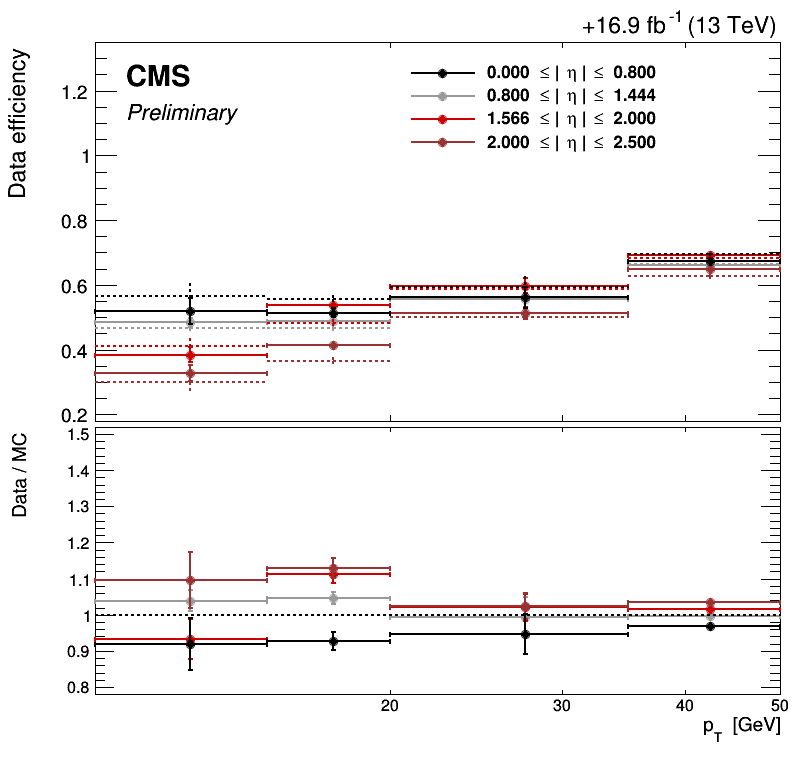 +16.9 fb-1 (13 TeV)
CMS
Preliminary
0.000 ≤| η |≤ 0.800
0.800 ≤| η |≤ 1.444
1.566 ≤| η |≤ 2.000
2.000 ≤| η |≤ 2.500
Data efficiency
1.2
1
0.8
0.6
0.4
0.2
Data / MC
1.5
1.4
1.3
1.2
1.1
1
0.9
0.8
20 30 40 50
pT [GeV]